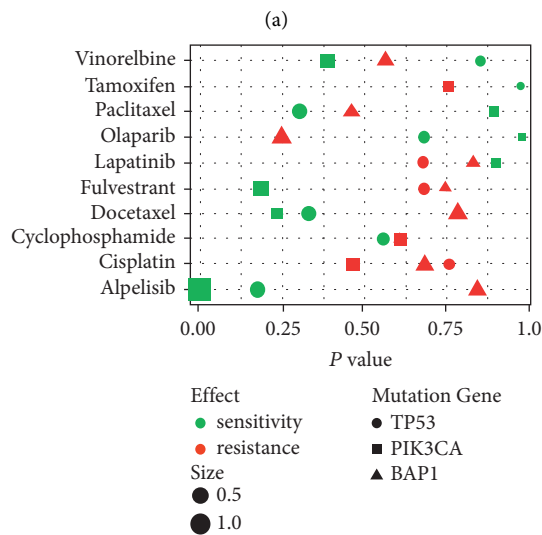 (a)
Vinorelbine
Tamoxifen
Paclitaxel
Olaparib
Lapatinib
Fulvestrant
Docetaxel
Cyclophosphamide
Cisplatin
Alpelisib
0.00 0.25 0.50 0.75 1.0
P value
Effect
sensitivity
resistance
Size
0.5
1.0
Mutation Gene
TP53
PIK3CA
BAP1